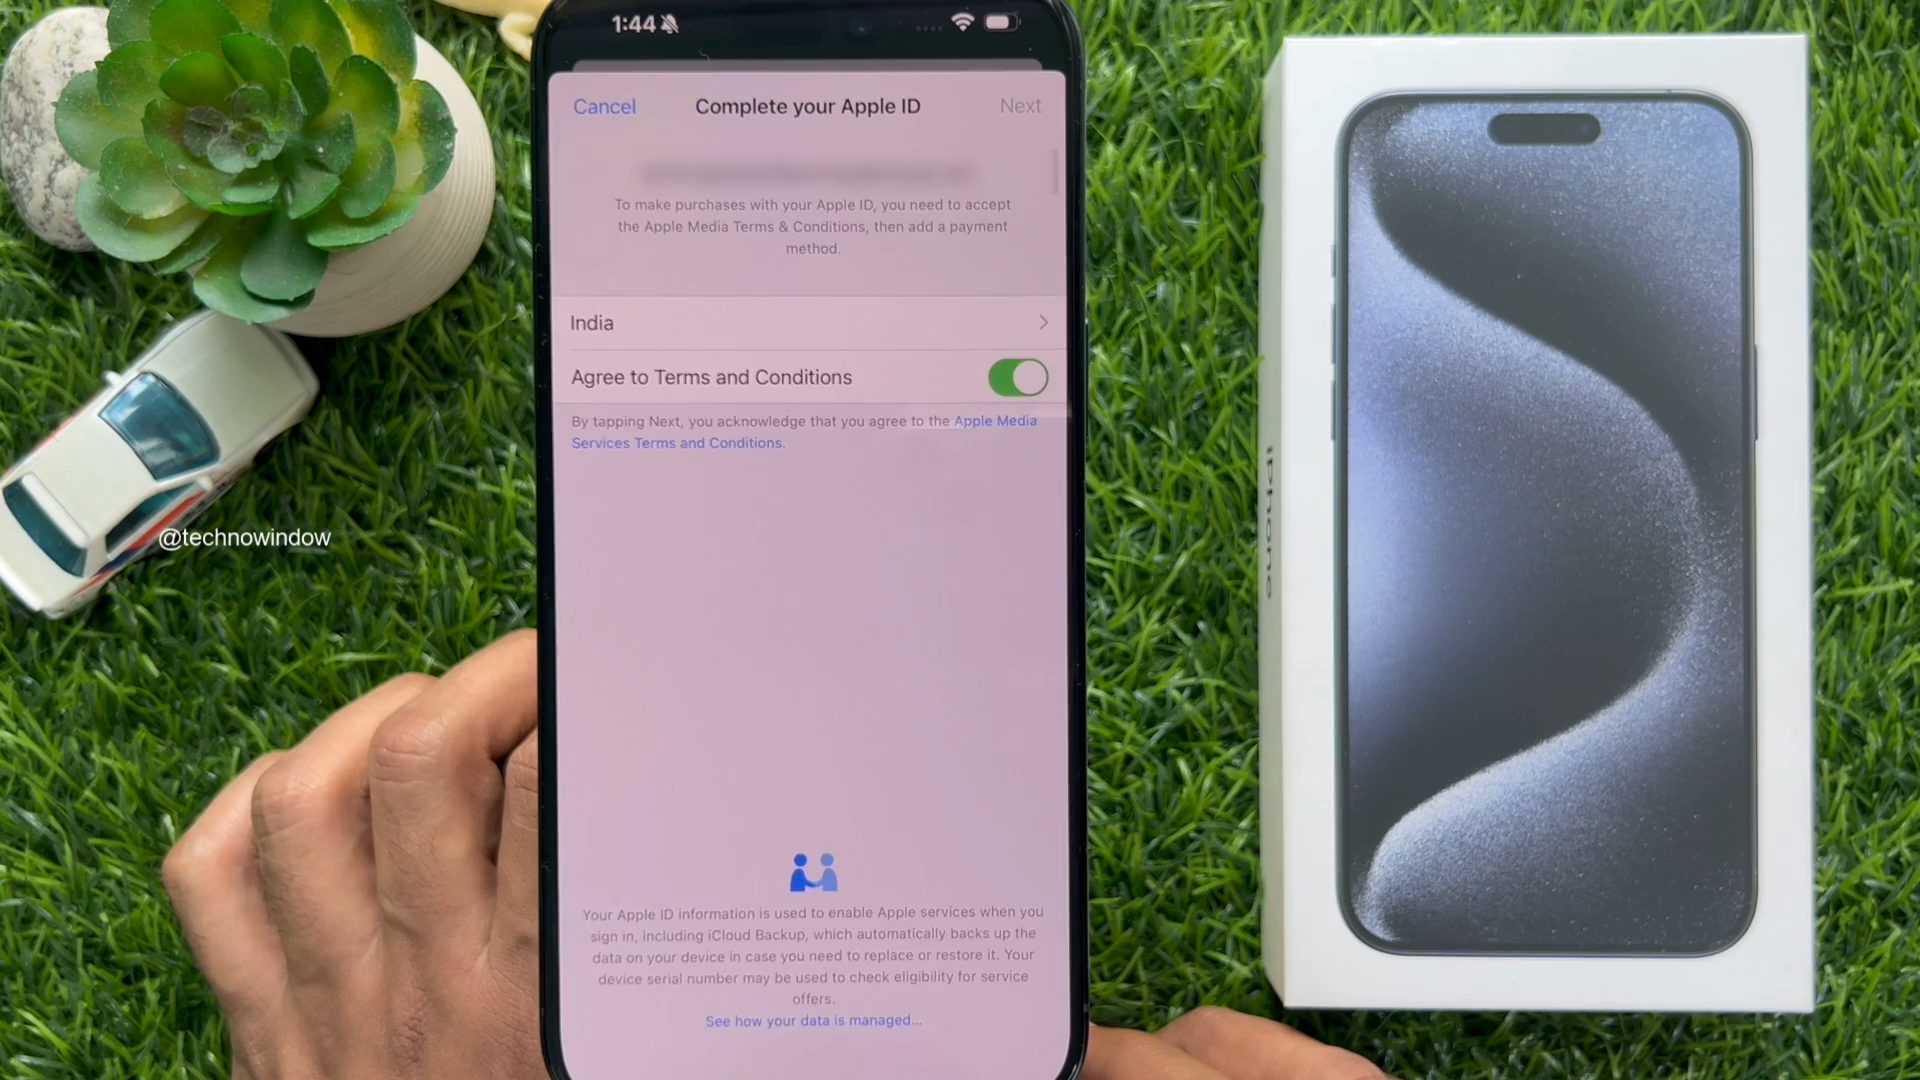 1:44
Cancel Complete your Apple ID Next
To make purchases with your Apple ID, you need to accept
the Apple Media Terms & Conditions, then add a payment
method.
India
Agree to Terms and Conditions
By tapping Next, you acknowledge that you agree to the Apple Media
Services Terms and Conditions.
Your Apple ID information is used to enable Apple services when you
sign in, including iCloud Backup, which automatically backs up the
data on your device in case you need to replace or restore it. Your
device serial number may be used to check eligibility for service
offers.
See how your data is managed...
@technowindow
iPhone